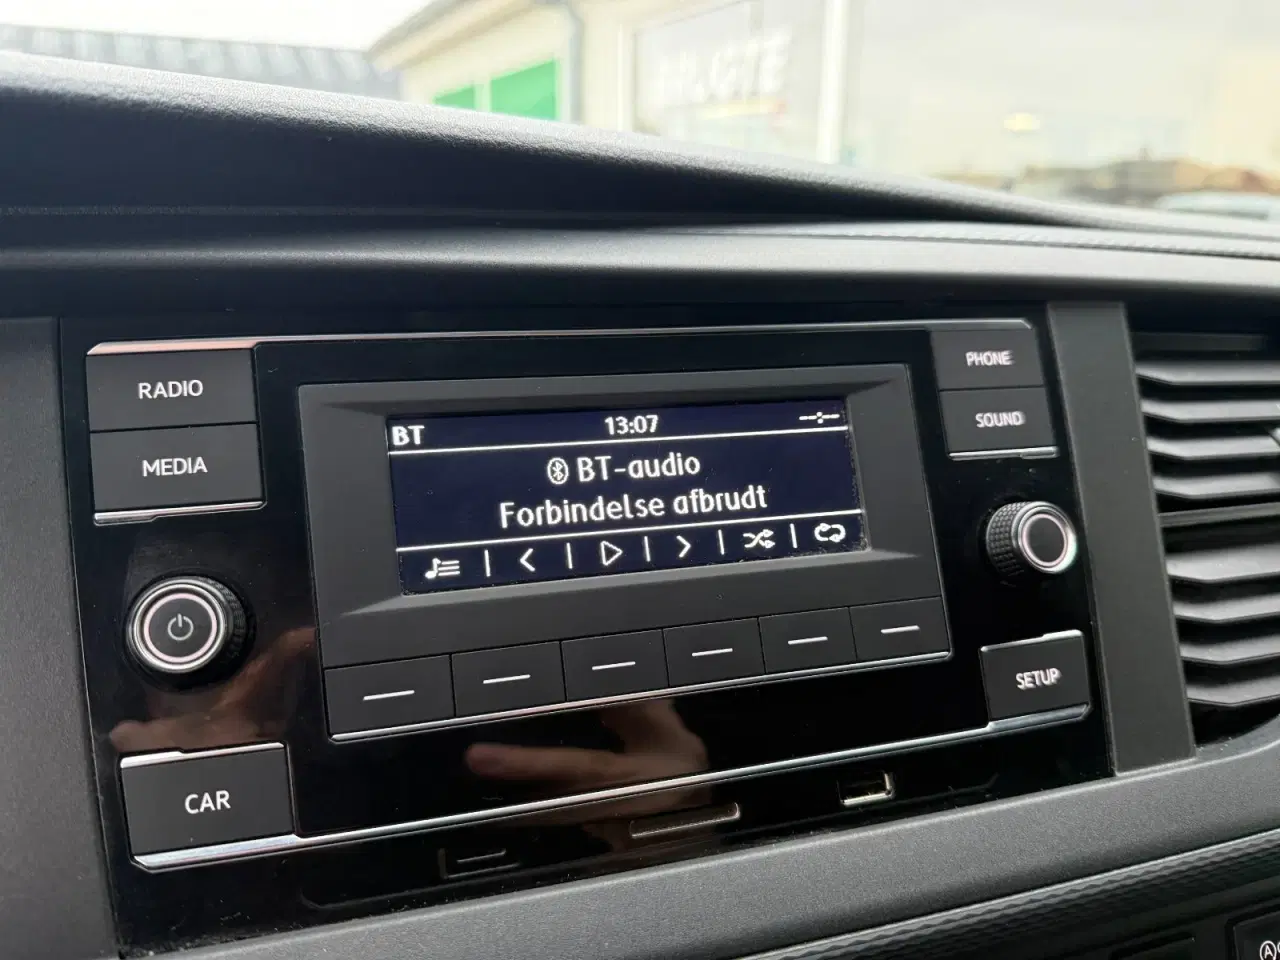 RADIO
MEDIA
CAR
BT 13:07 --:--
BT-audio
Forbindelse afbrudt
PHONE
SOUND
SETUP